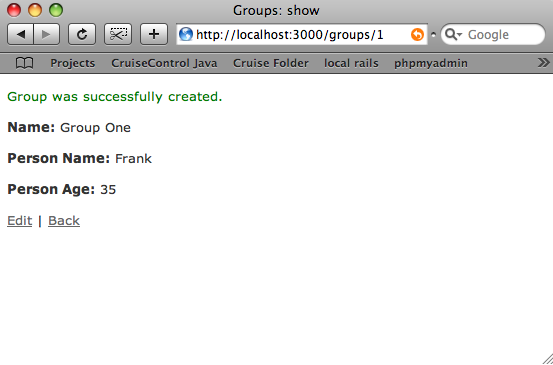 Groups: show
http://localhost:3000/groups/1
Google
Projects CruiseControl Java Cruise Folder local rails phpmyadmin
Group was successfully created.
Name: Group One
Person Name: Frank
Person Age: 35
Edit | Back